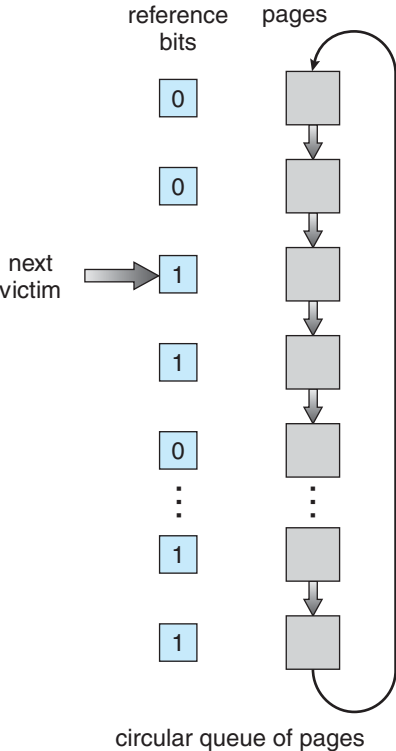 reference bits
pages
0
0
next victim
1
1
0
1
1
circular queue of pages